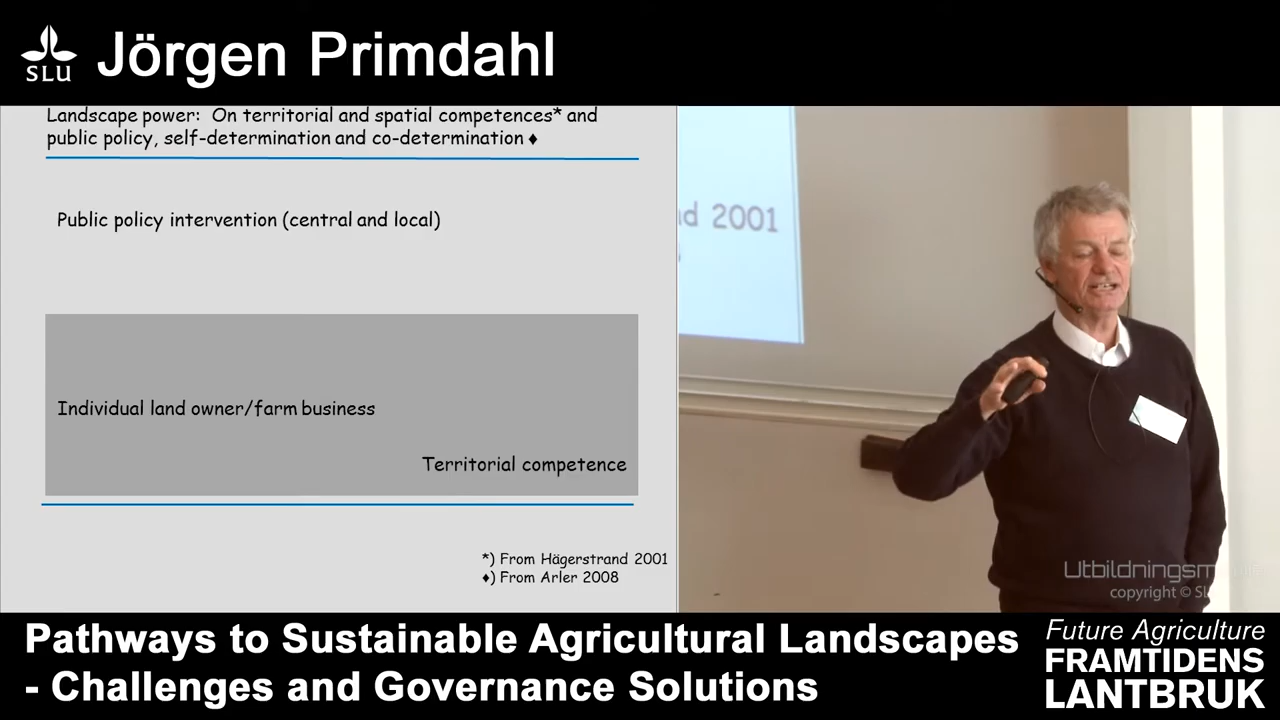 SLU
Jörgen Primdahl
Landscape power: On territorial and spatial competences* and
public policy, self-determination and co-determination ♦
Public policy intervention (central and local)
Individual land owner/farm business
Territorial competence
*) From Hägerstrand 2001
♦) From Arler 2008
2001
copyright ©
Pathways to Sustainable Agricultural Landscapes
- Challenges and Governance Solutions
Future Agriculture
FRAMTIDENS
LANTBRUK